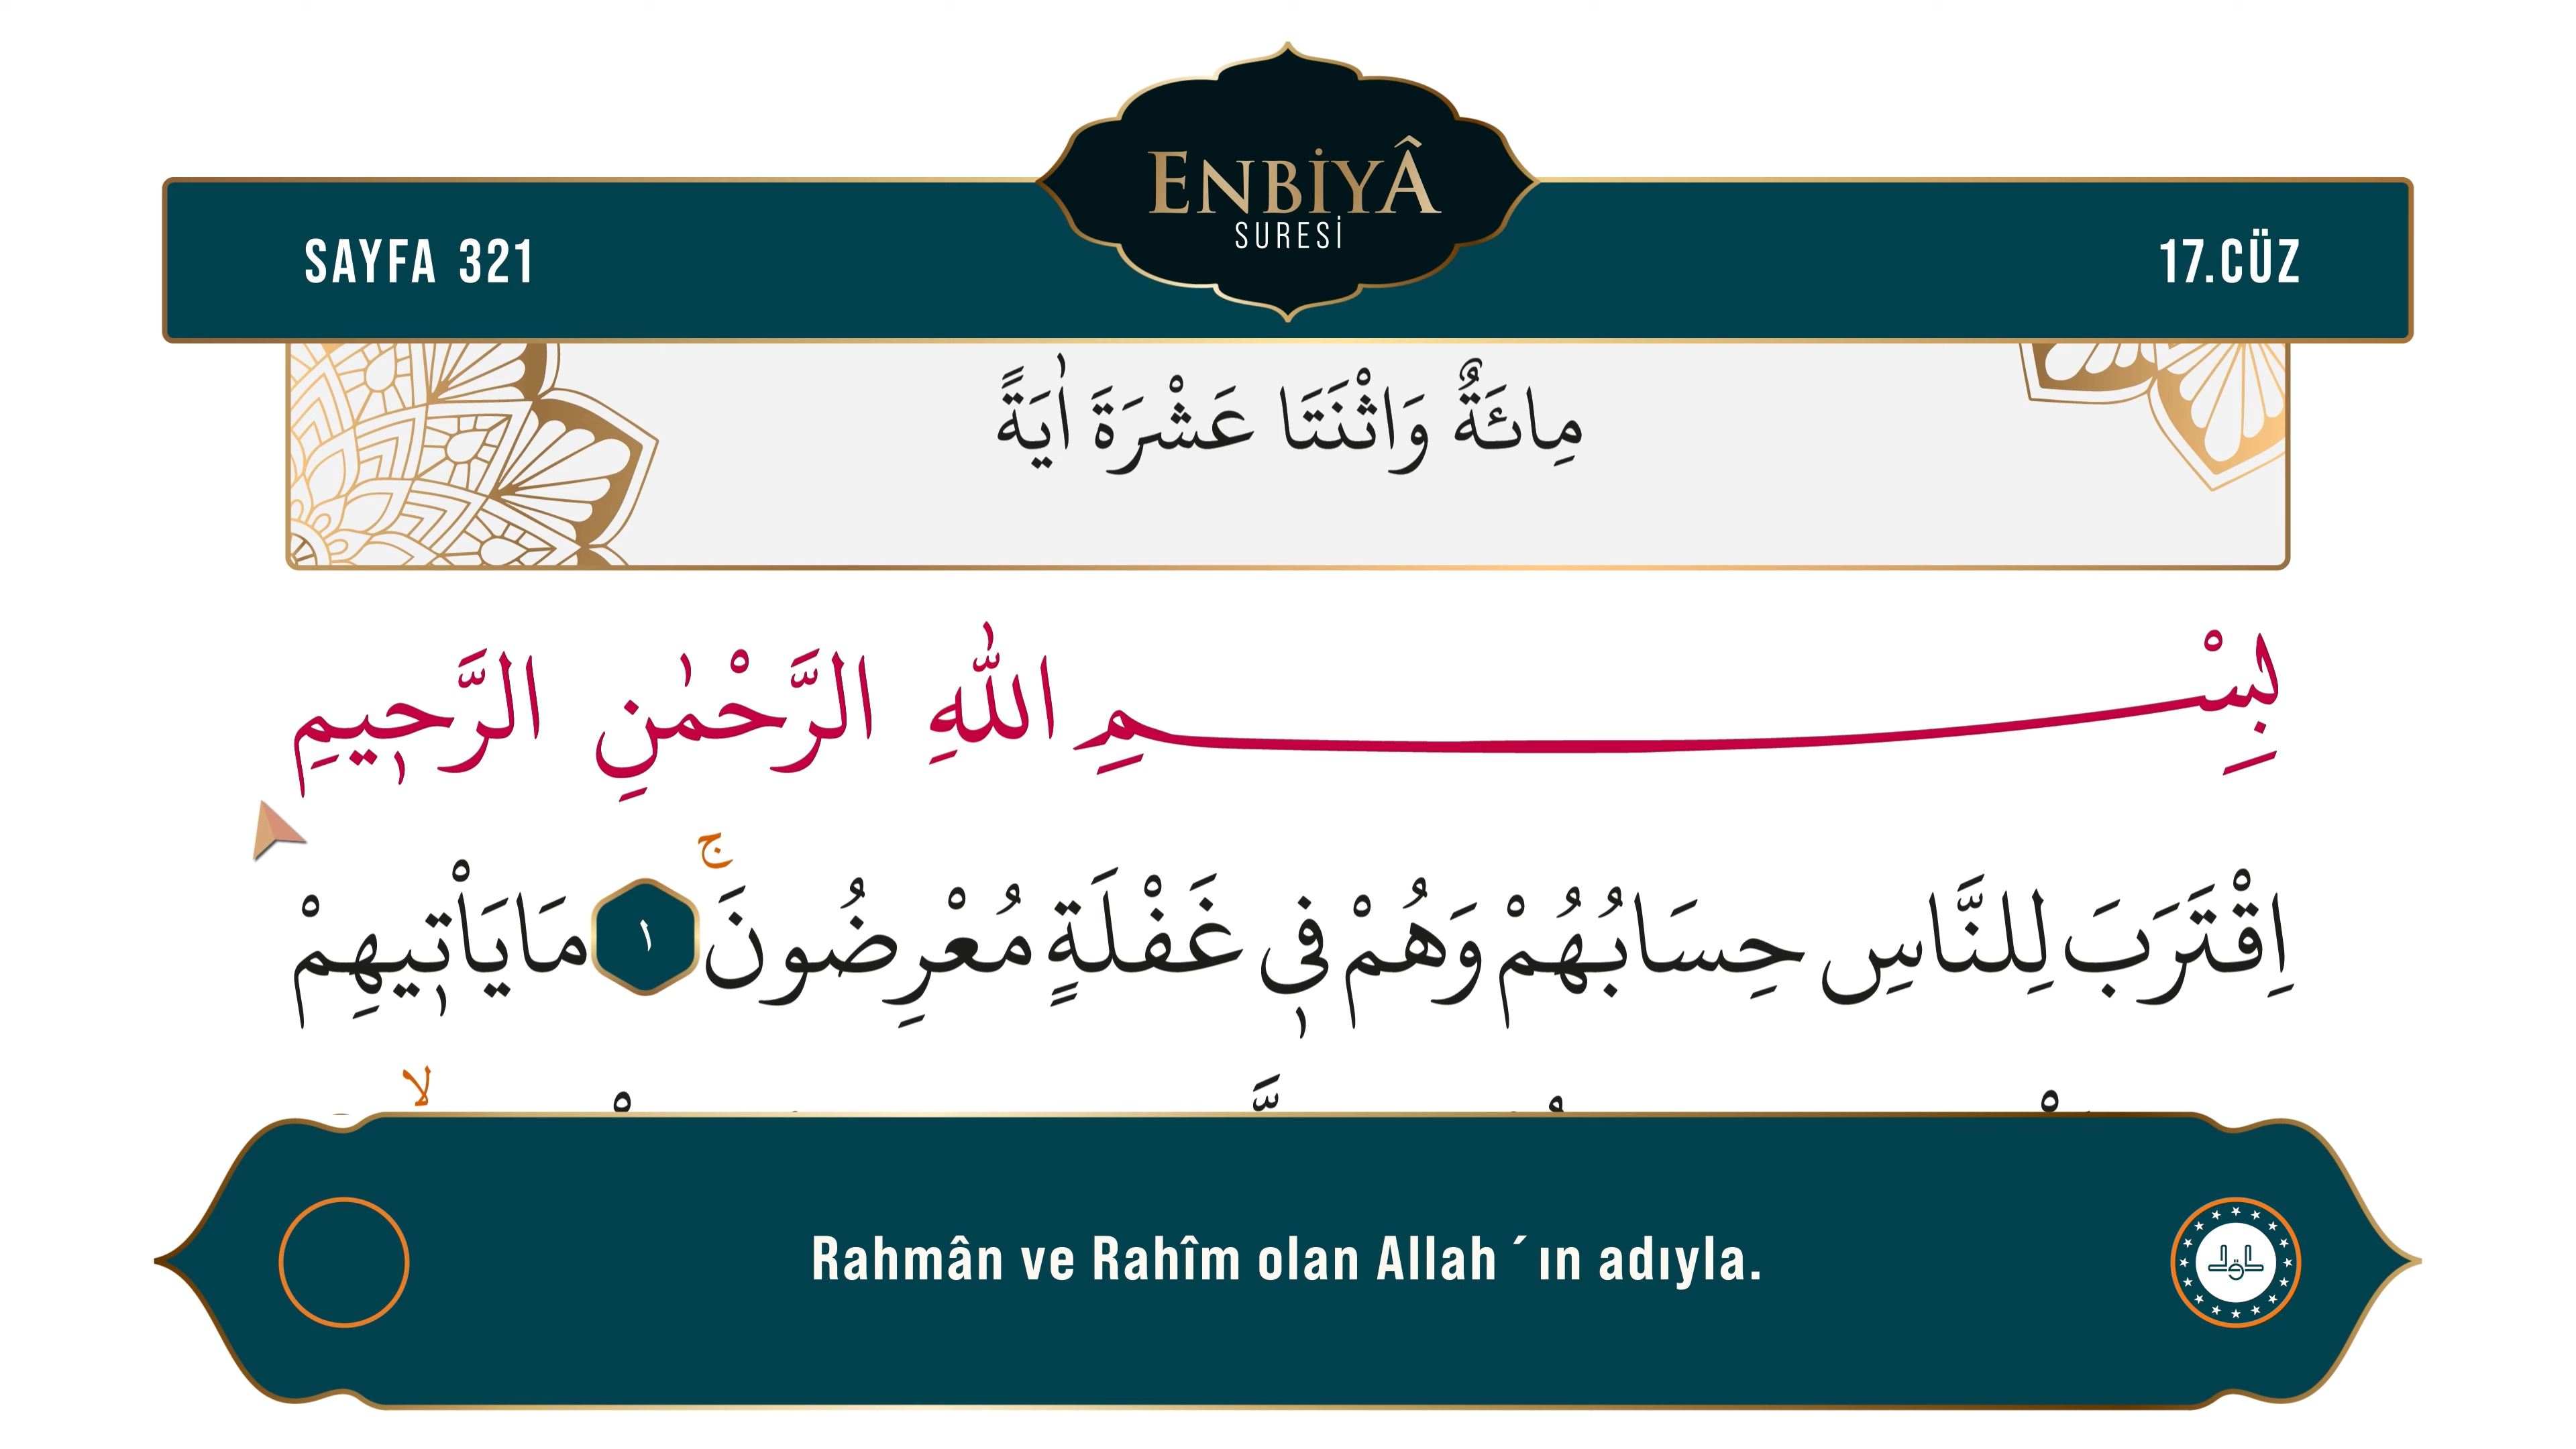 ENBİYÂ
SURESİ
SAYFA 321
17.CÜZ
مِائَةٌ وَاثْنَتَا عَشْرَةَ اٰيَةً
بِسْمِ اللّٰهِ الرَّحْمٰنِ الرَّح۪يمِ
اِقْتَرَبَ لِلنَّاسِ حِسَابُهُمْ وَهُمْ ف۪ي غَفْلَةٍ مُعْرِضُونَۚ ١ مَا يَأْت۪يهِمْ
Rahmân ve Rahîm olan Allah ´ın adıyla.